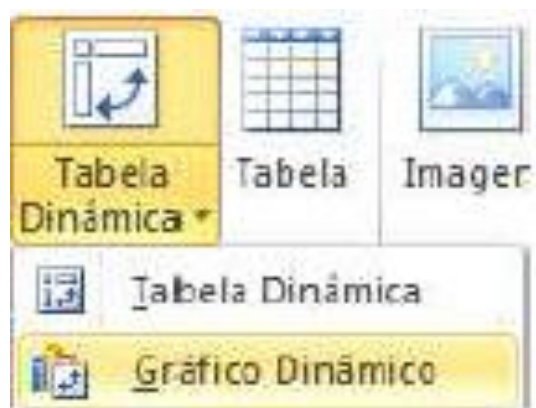 Tabela
Dinâmica
Tabela
Imager
Tabela Dinâmica
Gráfico Dinâmico